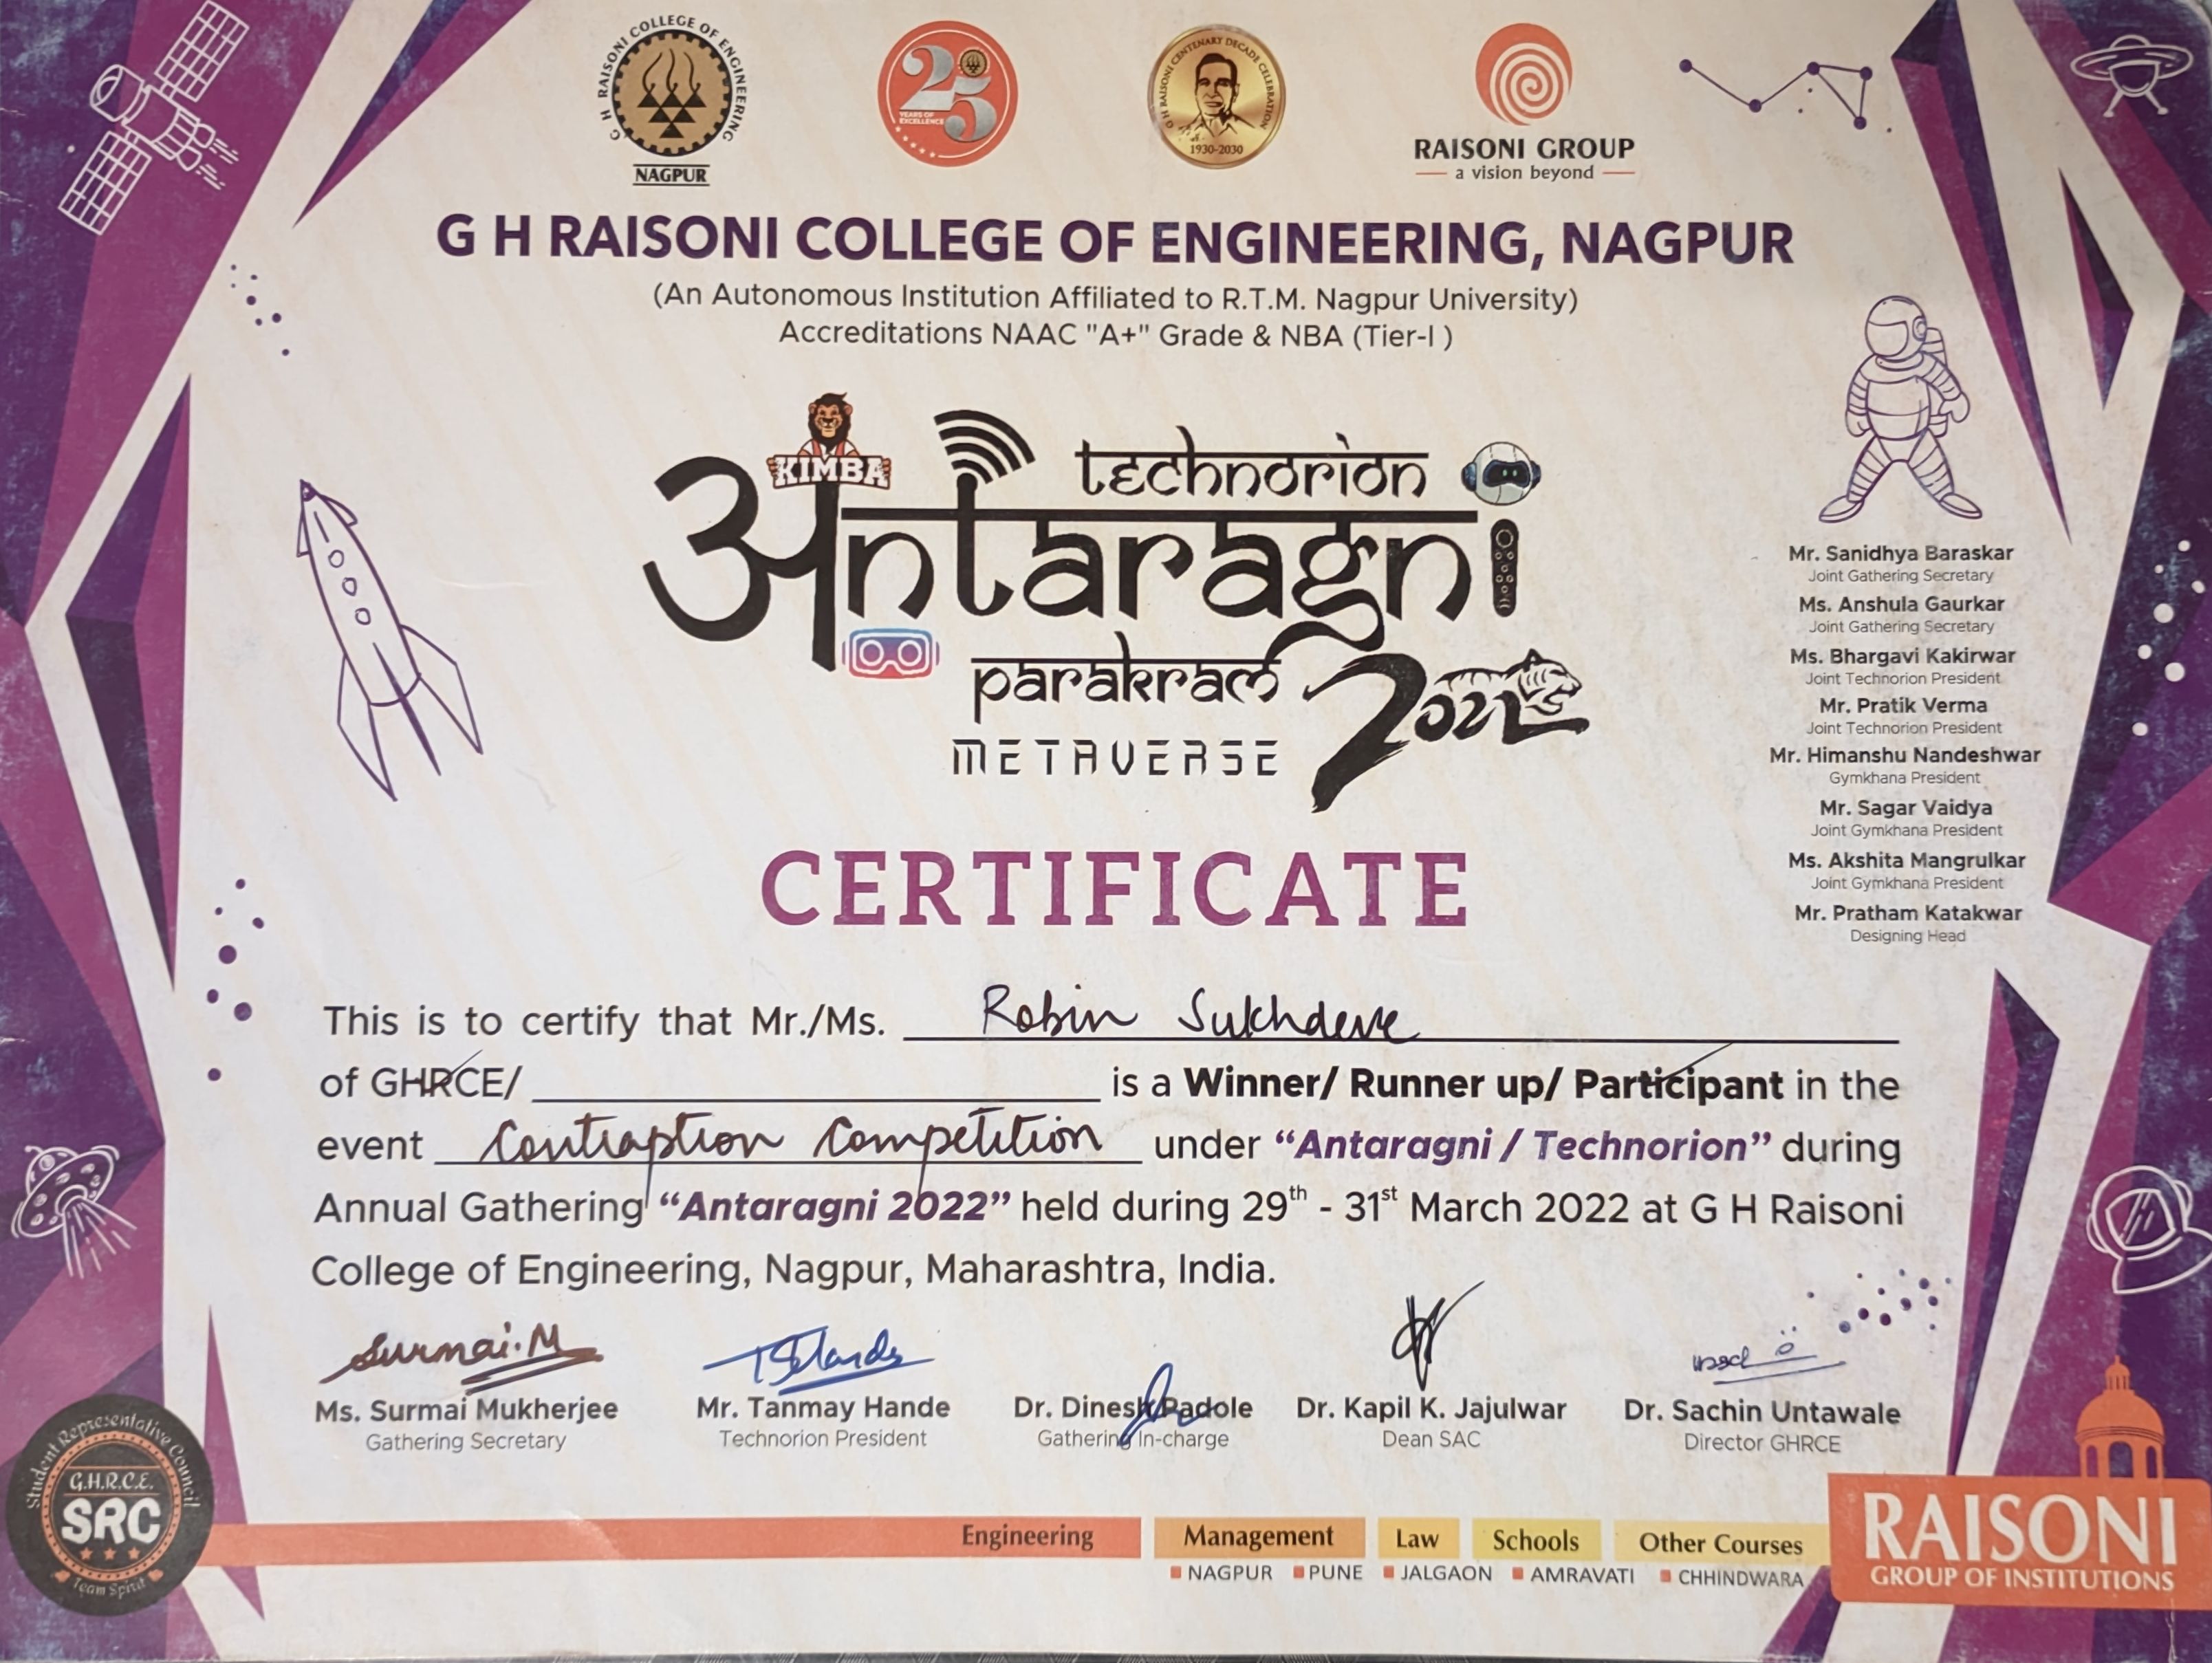 G H RAISONI COLLEGE OF ENGINEERING
NAGPUR
25
YEARS OF
EXCELLENCE
G H RAISONI CENTENARY DECADE CELEBRATION
1930-2030
RAISONI GROUP
a vision beyond
G H RAISONI COLLEGE OF ENGINEERING, NAGPUR
(An Autonomous Institution Affiliated to R.T.M. Nagpur University)
Accreditations NAAC "A+" Grade & NBA (Tier-I )
KIMBA
technorion
अntaragni
parakram
2022
METAVERSE
Mr. Sanidhya Baraskar
Joint Gathering Secretary
Ms. Anshula Gaurkar
Joint Gathering Secretary
Ms. Bhargavi Kakirwar
Joint Technorion President
Mr. Pratik Verma
Joint Technorion President
Mr. Himanshu Nandeshwar
Gymkhana President
Mr. Sagar Vaidya
Joint Gymkhana President
Ms. Akshita Mangrulkar
Joint Gymkhana President
Mr. Pratham Katakwar
Designing Head
CERTIFICATE
This is to certify that Mr./Ms. Robin Sukhdeve
of GHRCE/ is a Winner/ Runner up/ Participant in the
event Contraption Competition under “Antaragni / Technorion” during
Annual Gathering “Antaragni 2022” held during 29th - 31st March 2022 at G H Raisoni
College of Engineering, Nagpur, Maharashtra, India.
Surmai.M
Ms. Surmai Mukherjee
Gathering Secretary
Mr. Tanmay Hande
Technorion President
Dr. Dinesh Padole
Gathering In-charge
Dr. Kapil K. Jajulwar
Dean SAC
Dr. Sachin Untawale
Director GHRCE
Student Representative Council
G.H.R.C.E.
SRC
Team Spirit
Engineering Management Law Schools Other Courses
NAGPUR PUNE JALGAON AMRAVATI CHHINDWARA
RAISONI
GROUP OF INSTITUTIONS